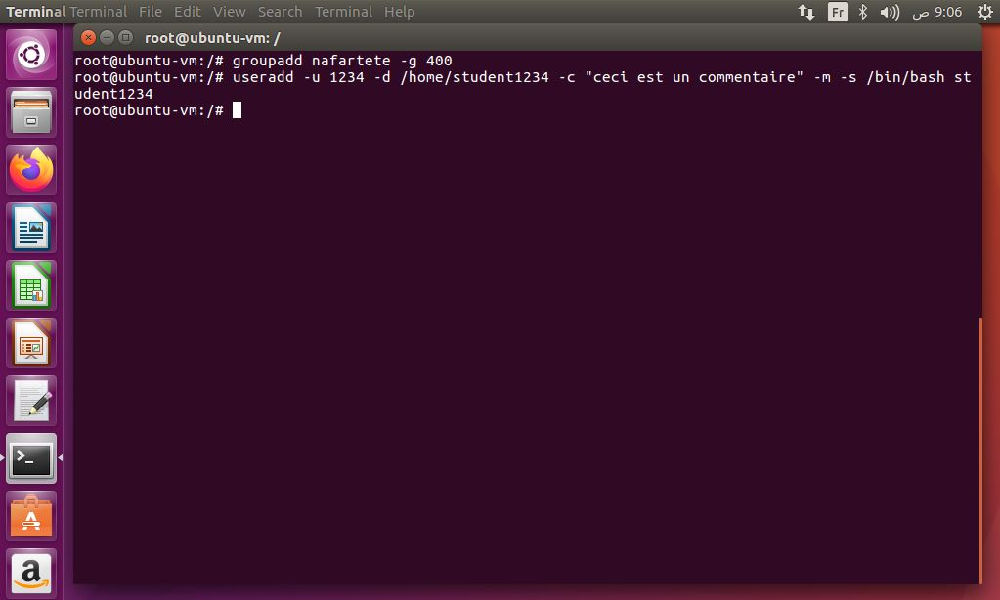 Terminal Terminal File Edit View Search Terminal Help Fr ص 9:06
root@ubuntu-vm: /
root@ubuntu-vm:/# groupadd nafartete -g 400
root@ubuntu-vm:/# useradd -u 1234 -d /home/student1234 -c "ceci est un commentaire" -m -s /bin/bash st
udent1234
root@ubuntu-vm:/#